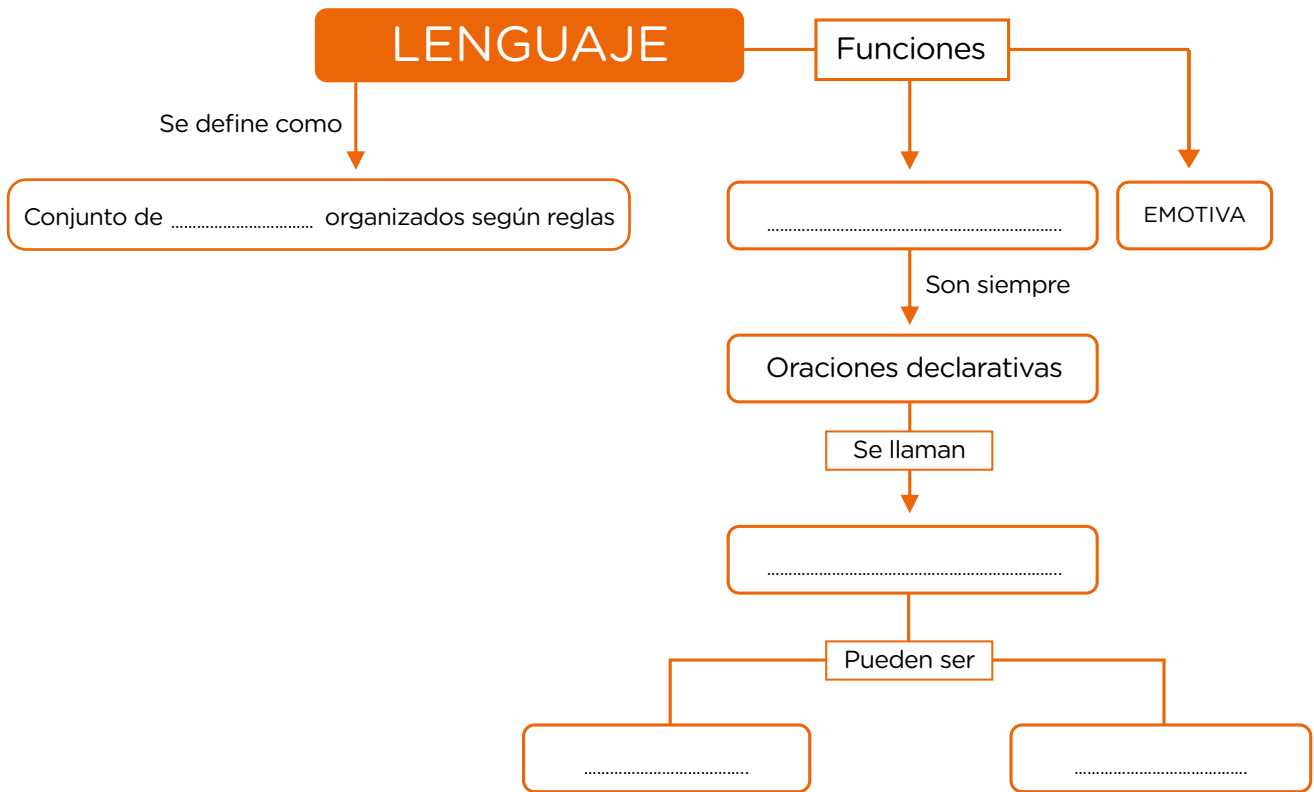 LENGUAJE
Funciones
Se define como
Conjunto de ................................ organizados según reglas
.................................................................
EMOTIVA
Son siempre
Oraciones declarativas
Se llaman
.................................................................
Pueden ser
.....................................
.......................................